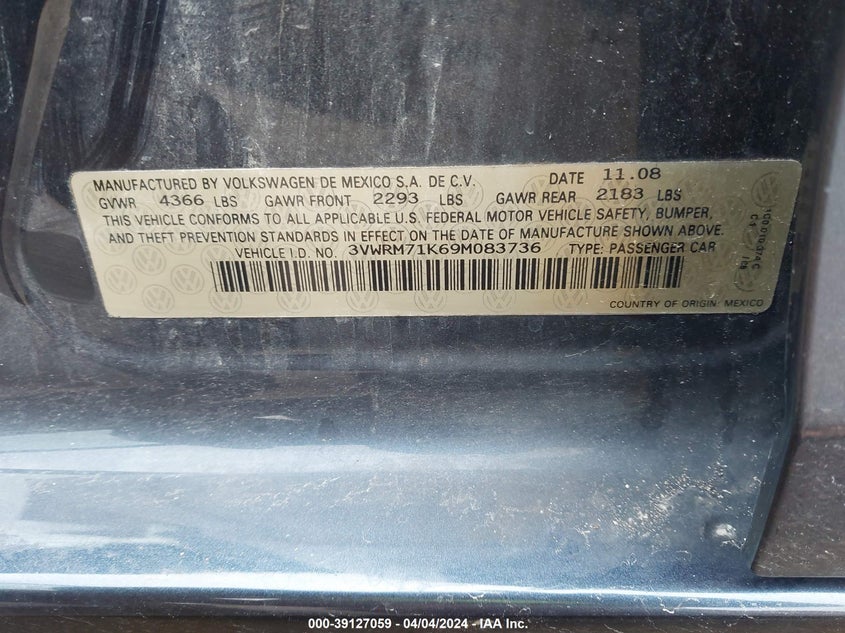 MANUFACTURED BY VOLKSWAGEN DE MEXICO S.A. DE C.V. DATE 11.08
GVWR 4366 LBS GAWR FRONT 2293 LBS GAWR REAR 2183 LBS
THIS VEHICLE CONFORMS TO ALL APPLICABLE U.S. FEDERAL MOTOR VEHICLE SAFETY, BUMPER,
AND THEFT PREVENTION STANDARDS IN EFFECT ON THE DATE OF MANUFACTURE SHOWN ABOVE.
VEHICLE I.D. NO. 3VWRM71K69M083736 TYPE: PASSENGER CAR
COUNTRY OF ORIGIN: MEXICO
000-39127059 - 04/04/2024 - IAA Inc.